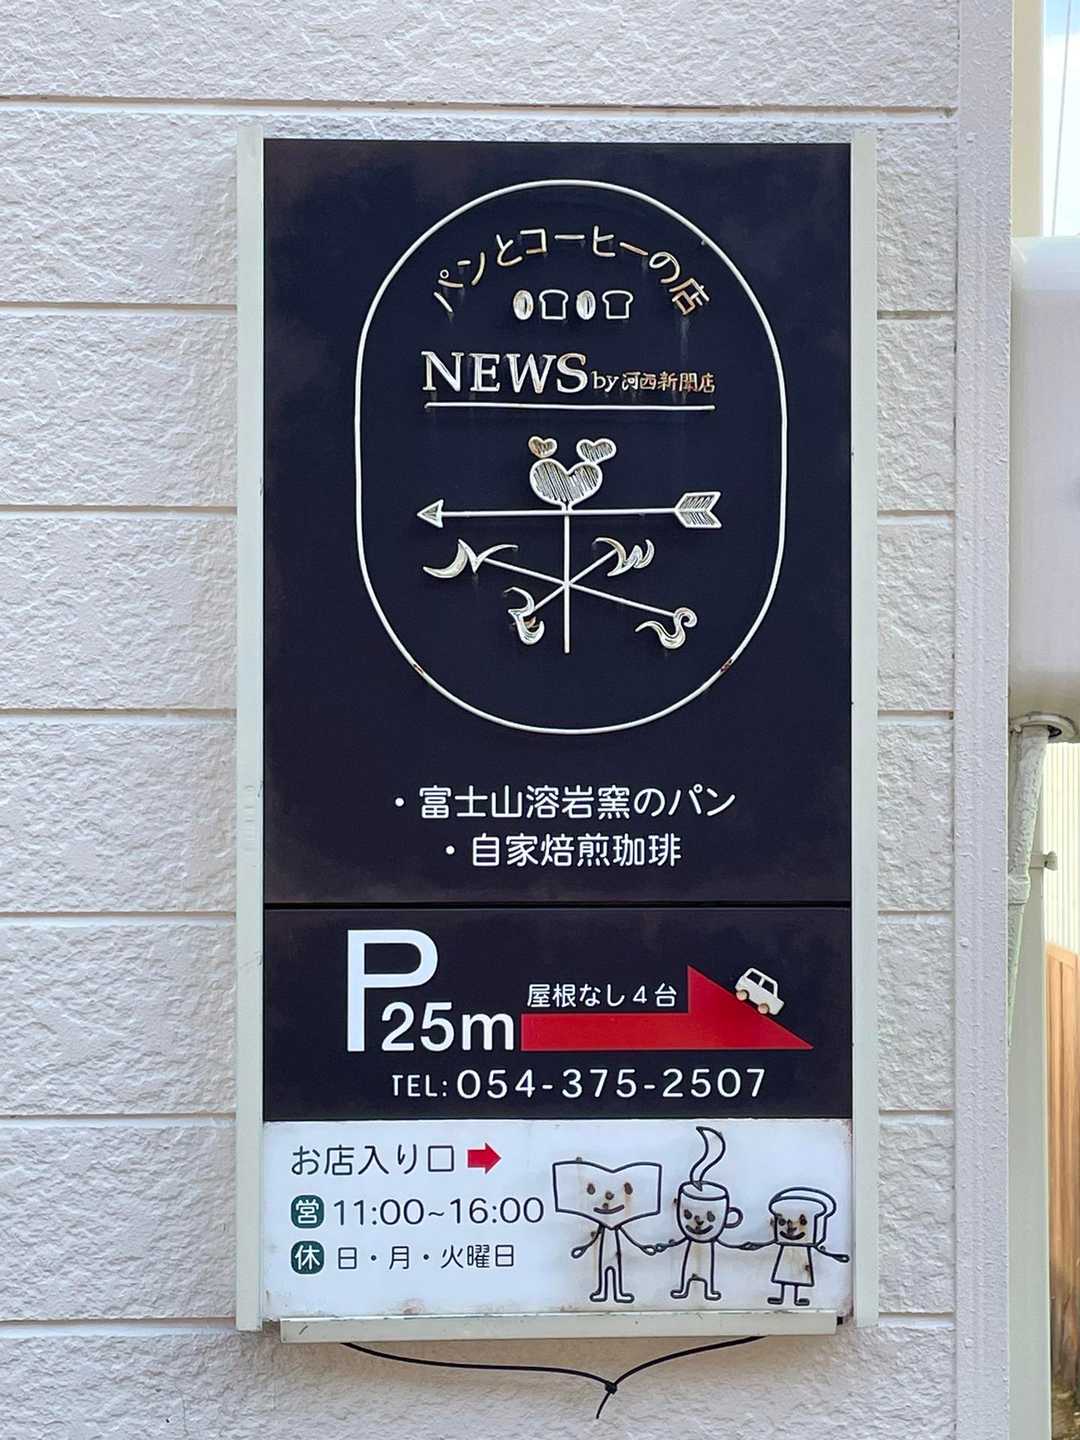 パンとコーヒーの店
NEWS by 河西新聞店
N W
E S
・富士山溶岩窯のパン
・自家焙煎珈琲
P25m 屋根なし4台
TEL:054-375-2507
お店入り口
営 11:00~16:00
休 日・月・火曜日